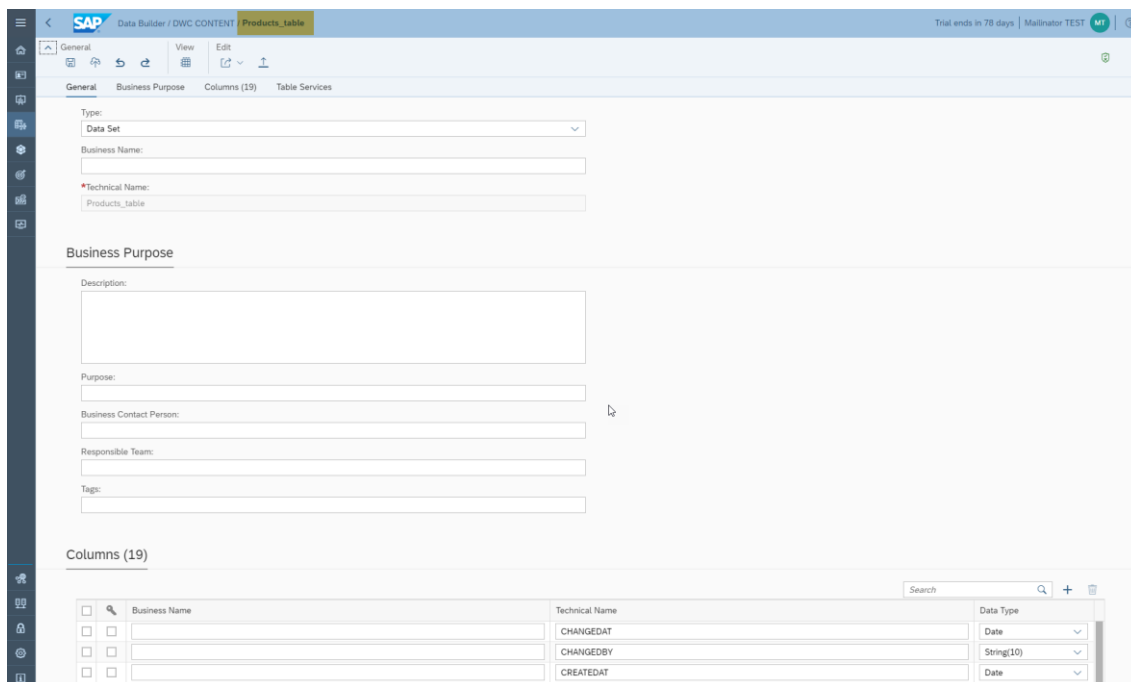 SAP Data Builder / DWC CONTENT / Products_table Trial ends in 78 days Mailinator TEST MT
General View Edit
General Business Purpose Columns (19) Table Services
Type:
Data Set
Business Name:
*Technical Name:
Products_table
Business Purpose
Description:
Purpose:
Business Contact Person:
Responsible Team:
Tags:
Columns (19)
Search
Business Name Technical Name Data Type
CHANGEDAT Date
CHANGEDBY String(10)
CREATEDAT Date